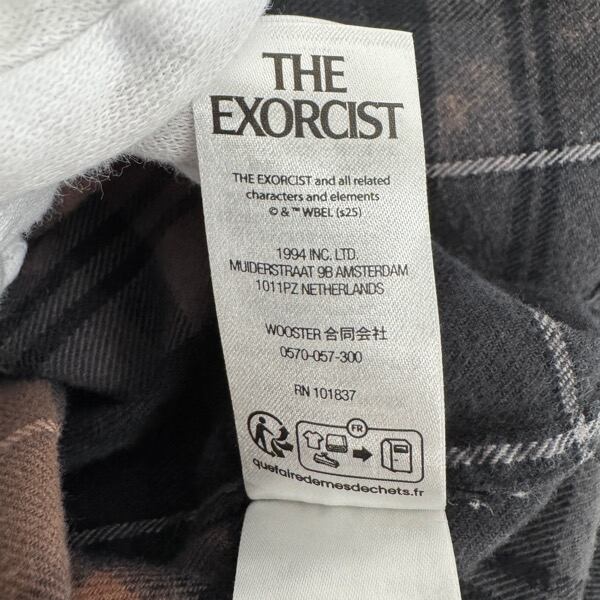 THE
EXORCIST
THE EXORCIST and all related
characters and elements
© & ™ WBEI. (s25)
1994 INC. LTD.
MUIDERSTRAAT 9B AMSTERDAM
1011PZ NETHERLANDS
WOOSTER 合同会社
0570-057-300
RN 101837
FR
quefairedemesdechets.fr